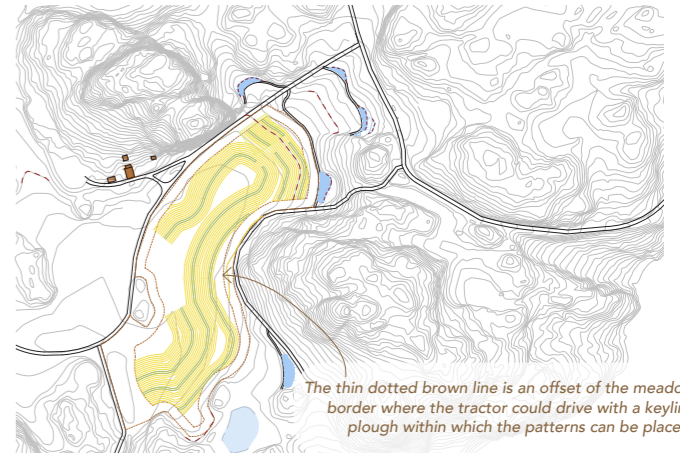 The thin dotted brown line is an offset of the meado
border where the tractor could drive with a keylin
plough within which the patterns can be place